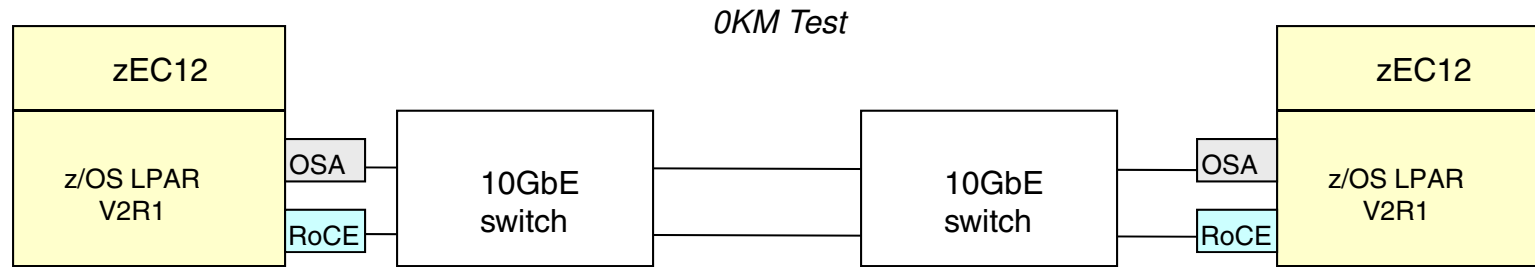 0KM Test
zEC12
z/OS LPAR
V2R1
OSA
RoCE
10GbE
switch
10GbE
switch
OSA
RoCE
zEC12
z/OS LPAR
V2R1